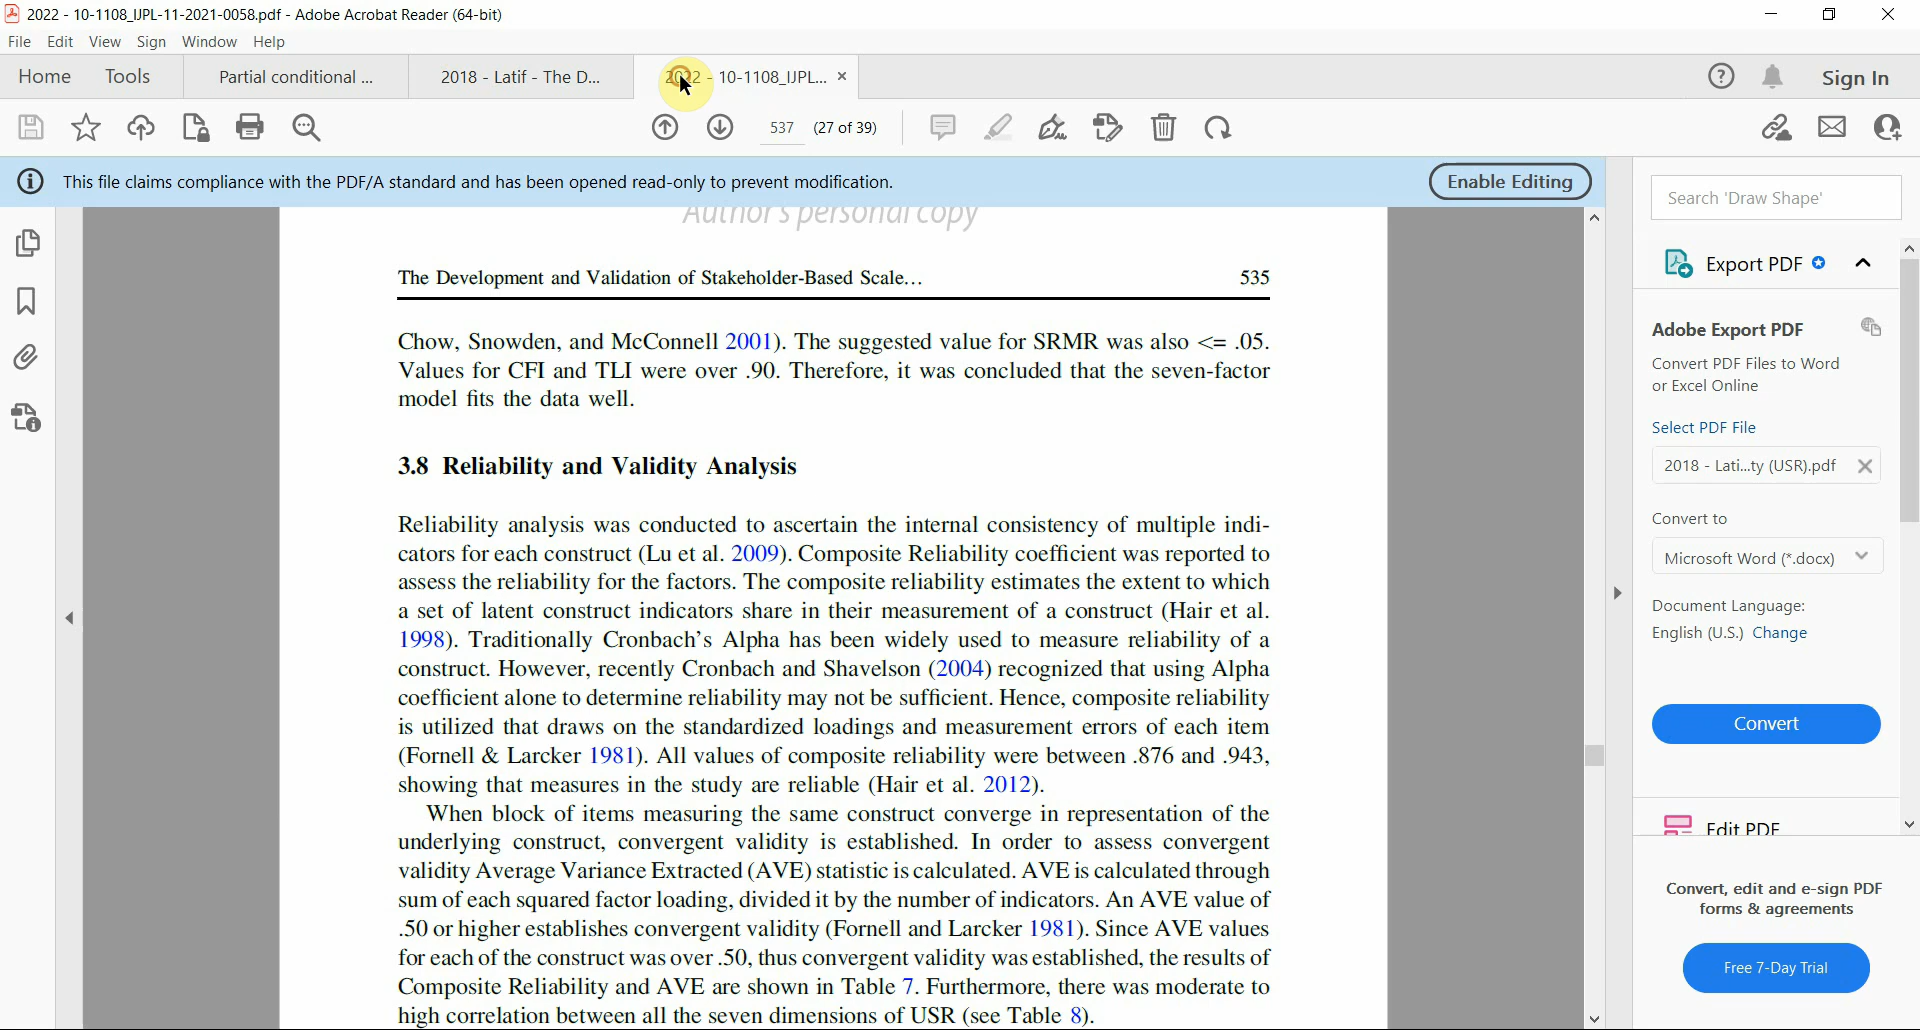 2022 - 10-1108_IJPL-11-2021-0058.pdf - Adobe Acrobat Reader (64-bit)
File Edit View Sign Window Help
Home Tools Partial conditional ... 2018 - Latif - The D... 2022 - 10-1108_IJPL... × Sign In
537 (27 of 39)
This file claims compliance with the PDF/A standard and has been opened read-only to prevent modification. Enable Editing
Author's personal copy
The Development and Validation of Stakeholder-Based Scale… 535
Chow, Snowden, and McConnell 2001). The suggested value for SRMR was also <= .05.
Values for CFI and TLI were over .90. Therefore, it was concluded that the seven-factor
model fits the data well.
3.8 Reliability and Validity Analysis
Reliability analysis was conducted to ascertain the internal consistency of multiple indi-
cators for each construct (Lu et al. 2009). Composite Reliability coefficient was reported to
assess the reliability for the factors. The composite reliability estimates the extent to which
a set of latent construct indicators share in their measurement of a construct (Hair et al.
1998). Traditionally Cronbach's Alpha has been widely used to measure reliability of a
construct. However, recently Cronbach and Shavelson (2004) recognized that using Alpha
coefficient alone to determine reliability may not be sufficient. Hence, composite reliability
is utilized that draws on the standardized loadings and measurement errors of each item
(Fornell & Larcker 1981). All values of composite reliability were between .876 and .943,
showing that measures in the study are reliable (Hair et al. 2012).
When block of items measuring the same construct converge in representation of the
underlying construct, convergent validity is established. In order to assess convergent
validity Average Variance Extracted (AVE) statistic is calculated. AVE is calculated through
sum of each squared factor loading, divided it by the number of indicators. An AVE value of
.50 or higher establishes convergent validity (Fornell and Larcker 1981). Since AVE values
for each of the construct was over .50, thus convergent validity was established, the results of
Composite Reliability and AVE are shown in Table 7. Furthermore, there was moderate to
high correlation between all the seven dimensions of USR (see Table 8).
Search 'Draw Shape'
Export PDF
Adobe Export PDF
Convert PDF Files to Word
or Excel Online
Select PDF File
2018 - Lati...ty (USR).pdf
Convert to
Microsoft Word (*.docx)
Document Language:
English (U.S.) Change
Convert
Edit PDF
Convert, edit and e-sign PDF
forms & agreements
Free 7-Day Trial